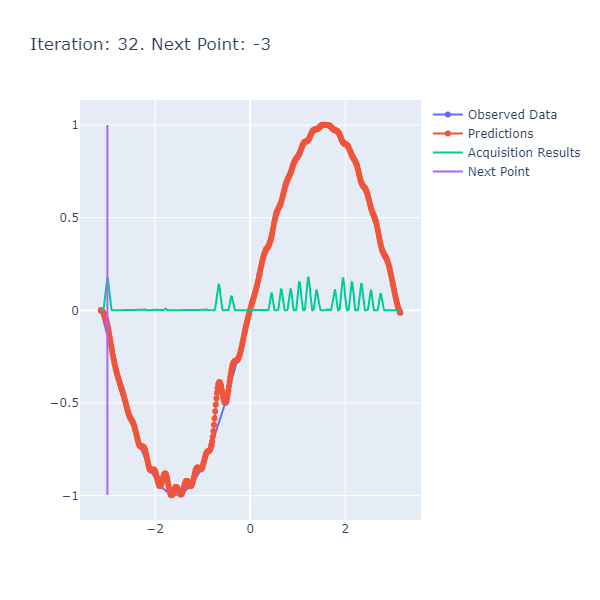 Iteration: 32. Next Point: -3
Observed Data
Predictions
Acquisition Results
Next Point
1
0.5
0
−0.5
−1
−2
0
2